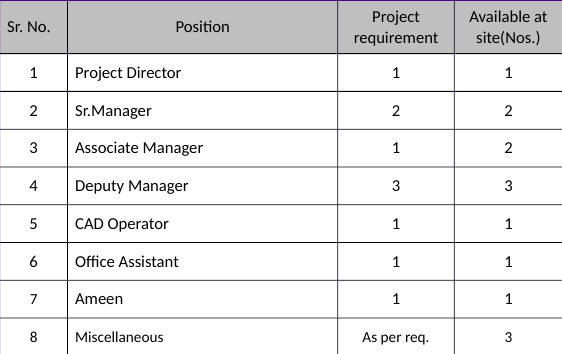 Sr. No. Position Project requirement Available at site(Nos.)
1 Project Director 1 1
2 Sr.Manager 2 2
3 Associate Manager 1 2
4 Deputy Manager 3 3
5 CAD Operator 1 1
6 Office Assistant 1 1
7 Ameen 1 1
8 Miscellaneous As per req. 3